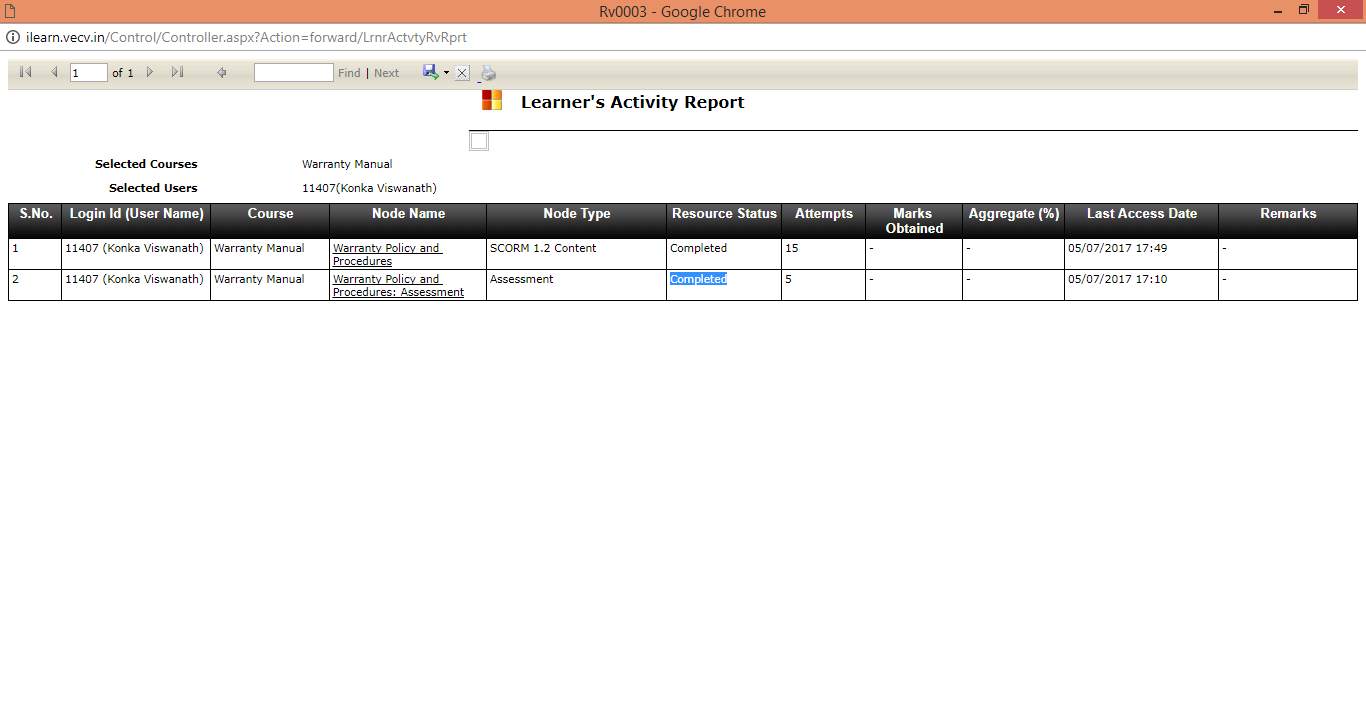 Rv0003 - Google Chrome
ilearn.vecv.in/Control/Controller.aspx?Action=forward/LrnrActvtyRvRprt
1 of 1 Find | Next
Learner's Activity Report
Selected Courses Warranty Manual
Selected Users 11407(Konka Viswanath)
S.No. Login Id (User Name) Course Node Name Node Type Resource Status Attempts Marks Obtained Aggregate (%) Last Access Date Remarks
1 11407 (Konka Viswanath) Warranty Manual Warranty Policy and Procedures SCORM 1.2 Content Completed 15 - - 05/07/2017 17:49 -
2 11407 (Konka Viswanath) Warranty Manual Warranty Policy and Procedures: Assessment Assessment Completed 5 - - 05/07/2017 17:10 -